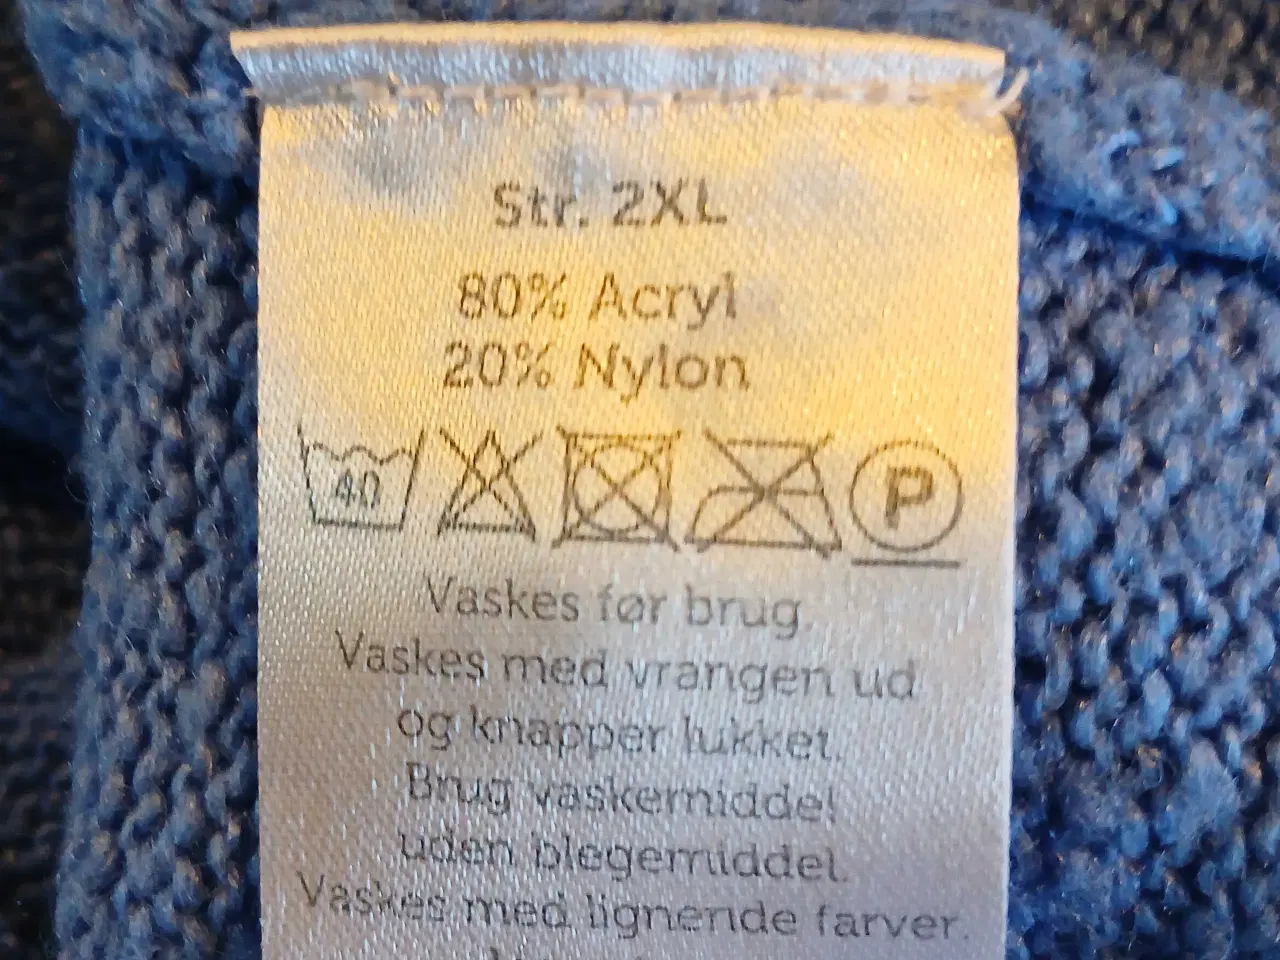 Str. 2XL
80% Acryl
20% Nylon
40 P
Vaskes før brug.
Vaskes med vrangen ud
og knapper lukket.
Brug vaskemiddel
uden blegemiddel.
Vaskes med lignende farver.